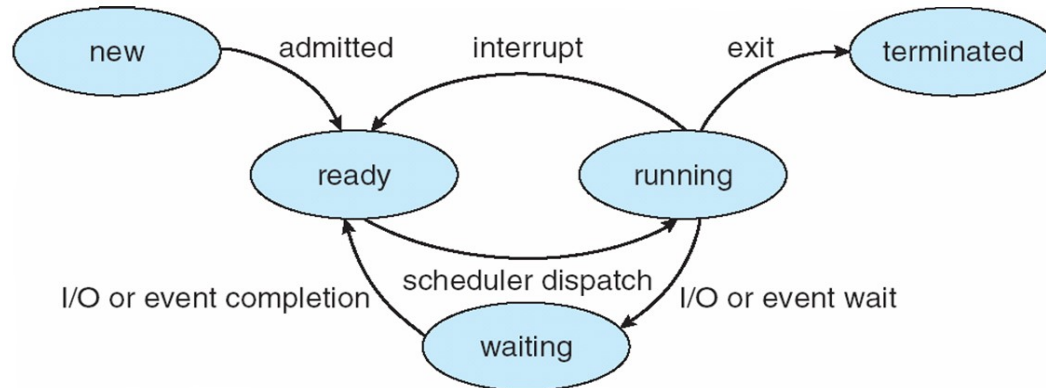 new
admitted
interrupt
exit
terminated
ready
running
I/O or event completion
scheduler dispatch
I/O or event wait
waiting